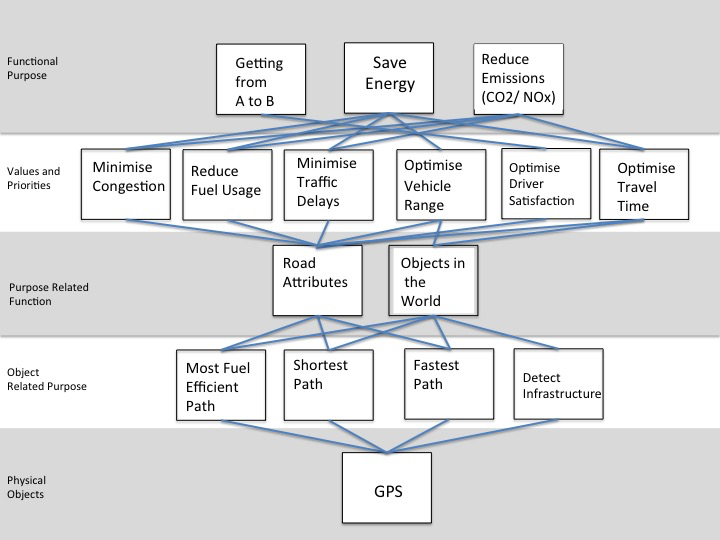 Functional
Purpose
Getting
from
A to B
Save
Energy
Reduce
Emissions
(CO2/ NOx)
Values and
Priorities
Minimise
Congestion
Reduce
Fuel Usage
Minimise
Traffic
Delays
Optimise
Vehicle
Range
Optimise
Driver
Satisfaction
Optimise
Travel
Time
Purpose Related
Function
Road
Attributes
Objects in
the
World
Object
Related Purpose
Most Fuel
Efficient
Path
Shortest
Path
Fastest
Path
Detect
Infrastructure
Physical
Objects
GPS